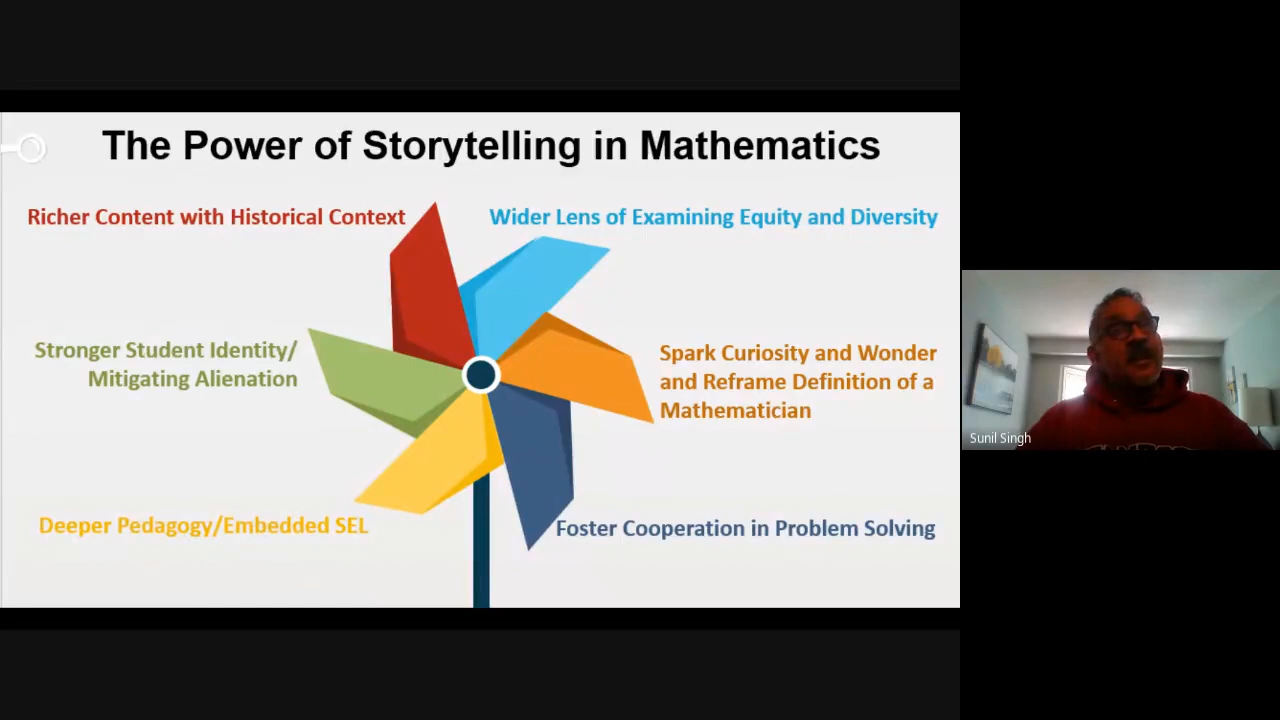 The Power of Storytelling in Mathematics
Richer Content with Historical Context
Wider Lens of Examining Equity and Diversity
Stronger Student Identity/
Mitigating Alienation
Spark Curiosity and Wonder
and Reframe Definition of a
Mathematician
Deeper Pedagogy/Embedded SEL
Foster Cooperation in Problem Solving
Sunil Singh